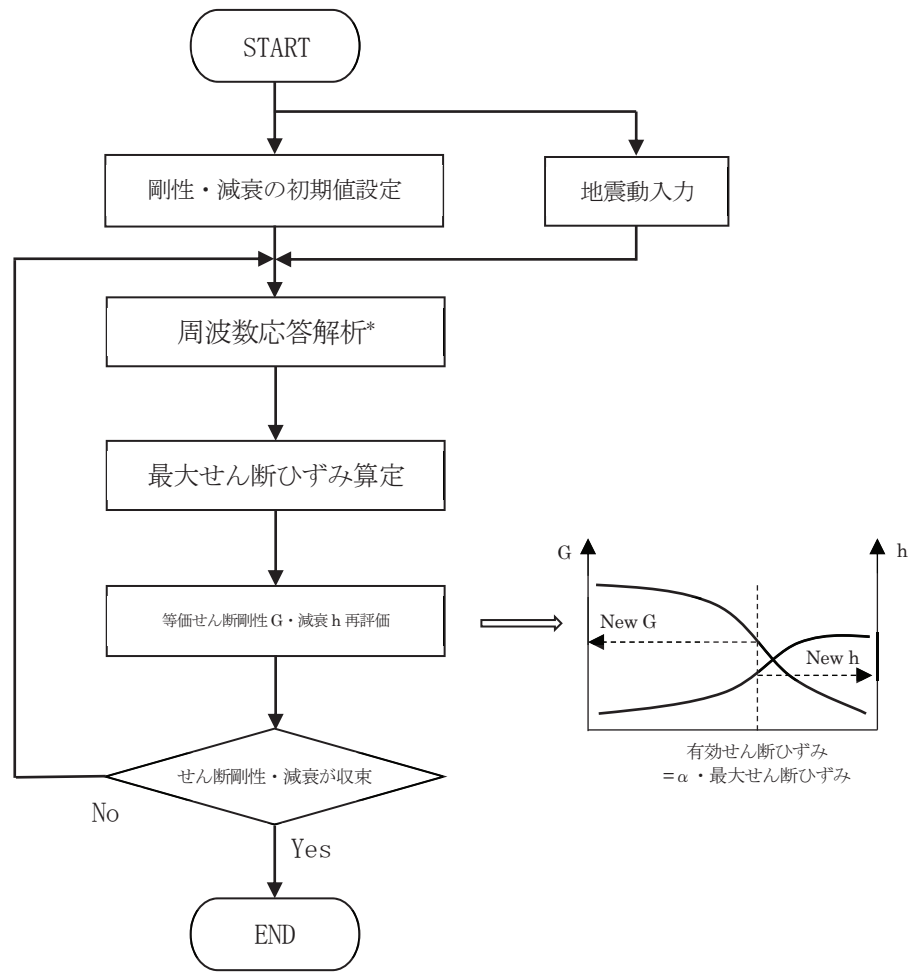 START
剛性・減衰の初期値設定
地震動入力
周波数応答解析*
最大せん断ひずみ算定
等価せん断剛性 G・減衰 h 再評価
G
h
New G
New h
有効せん断ひずみ
=α・最大せん断ひずみ
せん断剛性・減衰が収束
No
Yes
END